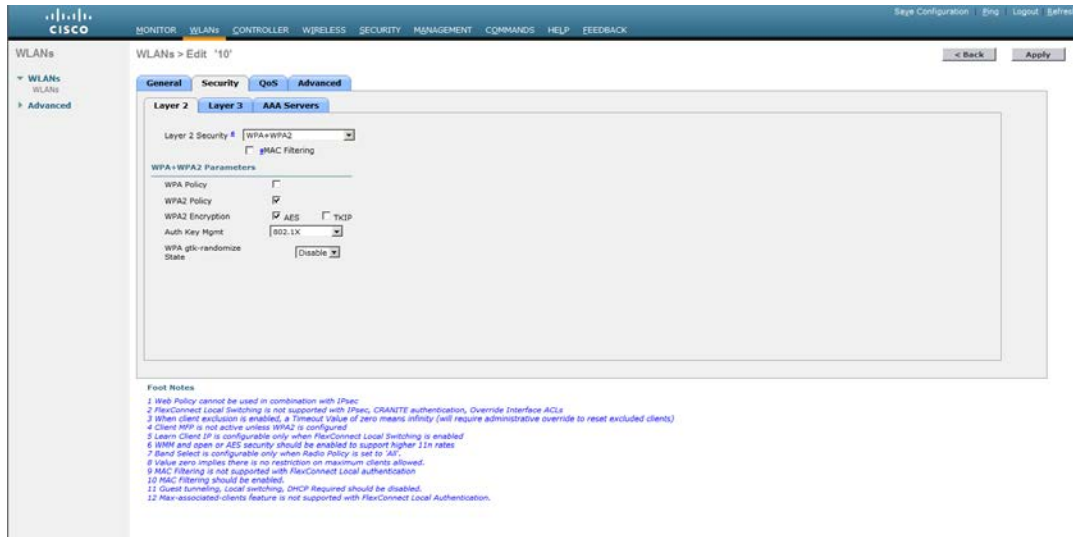 Saye Configuration Ping Logout Refres
CISCO
MONITOR WLANs CONTROLLER WIRELESS SECURITY MANAGEMENT COMMANDS HELP FEEDBACK
WLANs
WLANs > Edit '10'
< Back
Apply
WLANs
WLANs
Advanced
General Security QoS Advanced
Layer 2 Layer 3 AAA Servers
Layer 2 Security 6 WPA+WPA2
9MAC Filtering
WPA+WPA2 Parameters
WPA Policy
WPA2 Policy
WPA2 Encryption AES TKIP
Auth Key Mgmt 802.1X
WPA gtk-randomize
State Disable
Foot Notes
1 Web Policy cannot be used in combination with IPsec
2 FlexConnect Local Switching is not supported with IPsec, CRANITE authentication, Override Interface ACLs
3 When client exclusion is enabled, a Timeout Value of zero means infinity (will require administrative override to reset excluded clients)
4 Client MFP is not active unless WPA2 is configured
5 Learn Client IP is configurable only when FlexConnect Local Switching is enabled
6 WMM and open or AES security should be enabled to support higher 11n rates
7 Band Select is configurable only when Radio Policy is set to 'All'.
8 Value zero implies there is no restriction on maximum clients allowed.
9 MAC Filtering is not supported with FlexConnect Local authentication
10 MAC Filtering should be enabled.
11 Guest tunneling, Local switching, DHCP Required should be disabled.
12 Max-associated-clients feature is not supported with FlexConnect Local Authentication.